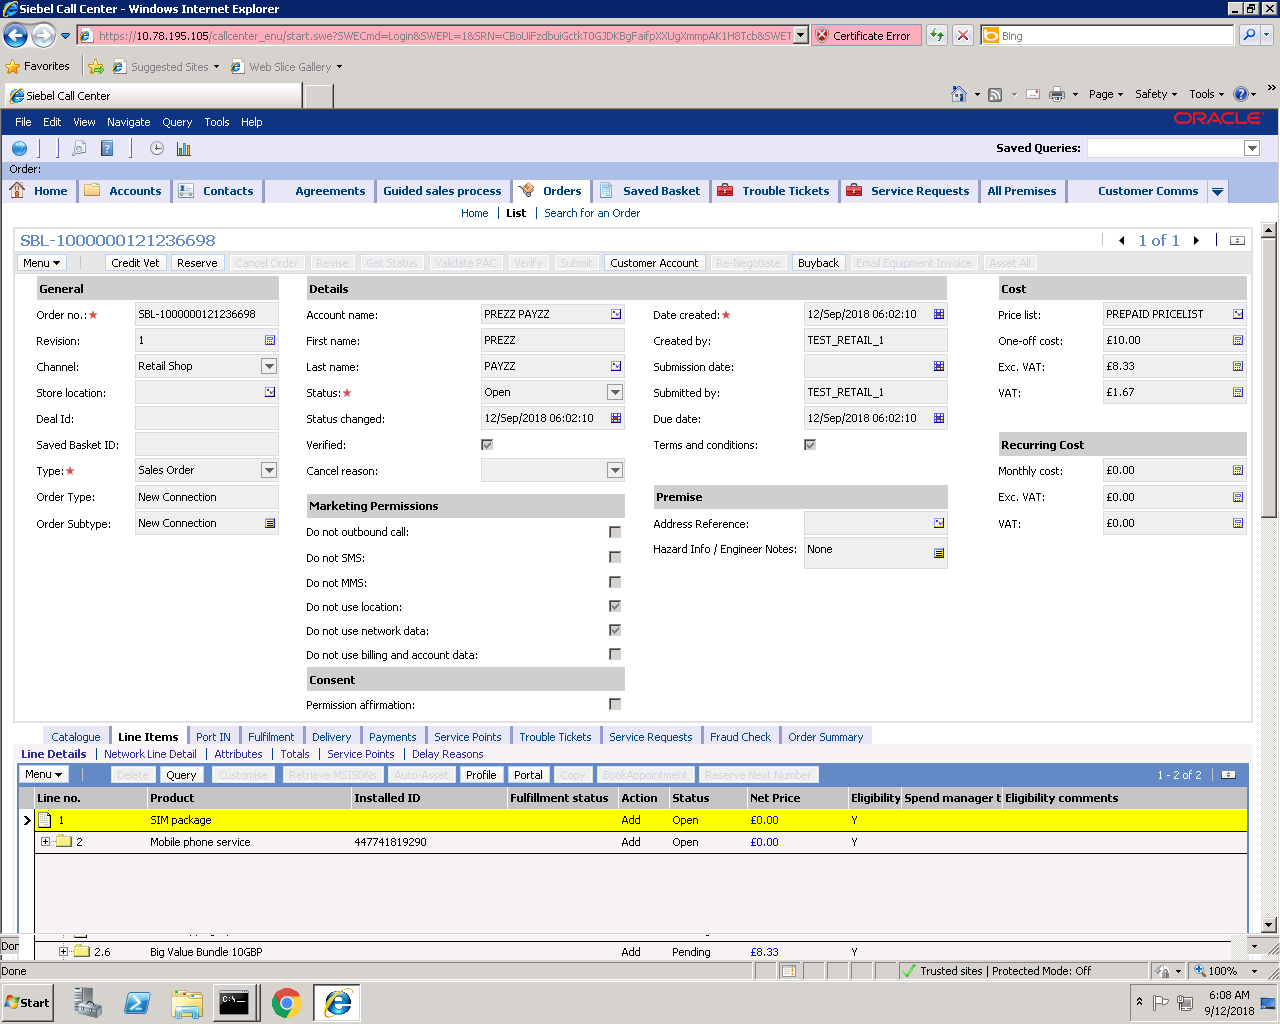 Siebel Call Center - Windows Internet Explorer
https://10.78.195.105/callcenter_enu/start.swe?SWECmd=Login&SWEPL=1&SRN= Certificate Error Bing
Favorites Suggested Sites Web Slice Gallery
Siebel Call Center Page Safety Tools »
File Edit View Navigate Query Tools Help ORACLE
Saved Queries:
Order:
Home Accounts Contacts Agreements Guided sales process Orders Saved Basket Trouble Tickets Service Requests All Premises Customer Comms
Home List Search for an Order
SBL-1000000121236698 1 of 1
Menu Credit Vet Reserve Cancel Order Revise Get Status Validate PAC Verify Submit Customer Account Re-Negotiate Buyback Email Equipment Invoice Asset All
General Details Cost
Order no.:★ SBL-1000000121236698 Account name: PREZZ PAYZZ Date created:★ 12/Sep/2018 06:02:10 Price list: PREPAID PRICELIST
Revision: 1 First name: PREZZ Created by: TEST_RETAIL_1 One-off cost: £10.00
Channel: Retail Shop Last name: PAYZZ Submission date: Exc. VAT: £8.33
Store location: Status:★ Open Submitted by: TEST_RETAIL_1 VAT: £1.67
Deal Id: Status changed: 12/Sep/2018 06:02:10 Due date: 12/Sep/2018 06:02:10
Saved Basket ID: Verified: Terms and conditions: Recurring Cost
Type:★ Sales Order Cancel reason: Monthly cost: £0.00
Order Type: New Connection Premise Exc. VAT: £0.00
Marketing Permissions
Order Subtype: New Connection Address Reference: VAT: £0.00
Do not outbound call:
Hazard Info / Engineer Notes: None
Do not SMS:
Do not MMS:
Do not use location:
Do not use network data:
Do not use billing and account data:
Consent
Permission affirmation:
Catalogue Line Items Port IN Fulfilment Delivery Payments Service Points Trouble Tickets Service Requests Fraud Check Order Summary
Line Details Network Line Detail Attributes Totals Service Points Delay Reasons
Menu Delete Query Customise Retrieve MSISDNs Auto-Asset Profile Portal Copy BookAppointment Reserve Next Number 1 - 2 of 2
Line no. Product Installed ID Fulfillment status Action Status Net Price Eligibility Spend manager t Eligibility comments
1 SIM package Add Open £0.00 Y
2 Mobile phone service 447741819290 Add Open £0.00 Y
Don
2.6 Big Value Bundle 10GBP Add Pending £8.33 Y
Done Trusted sites | Protected Mode: Off 100%
Start 6:08 AM
9/12/2018